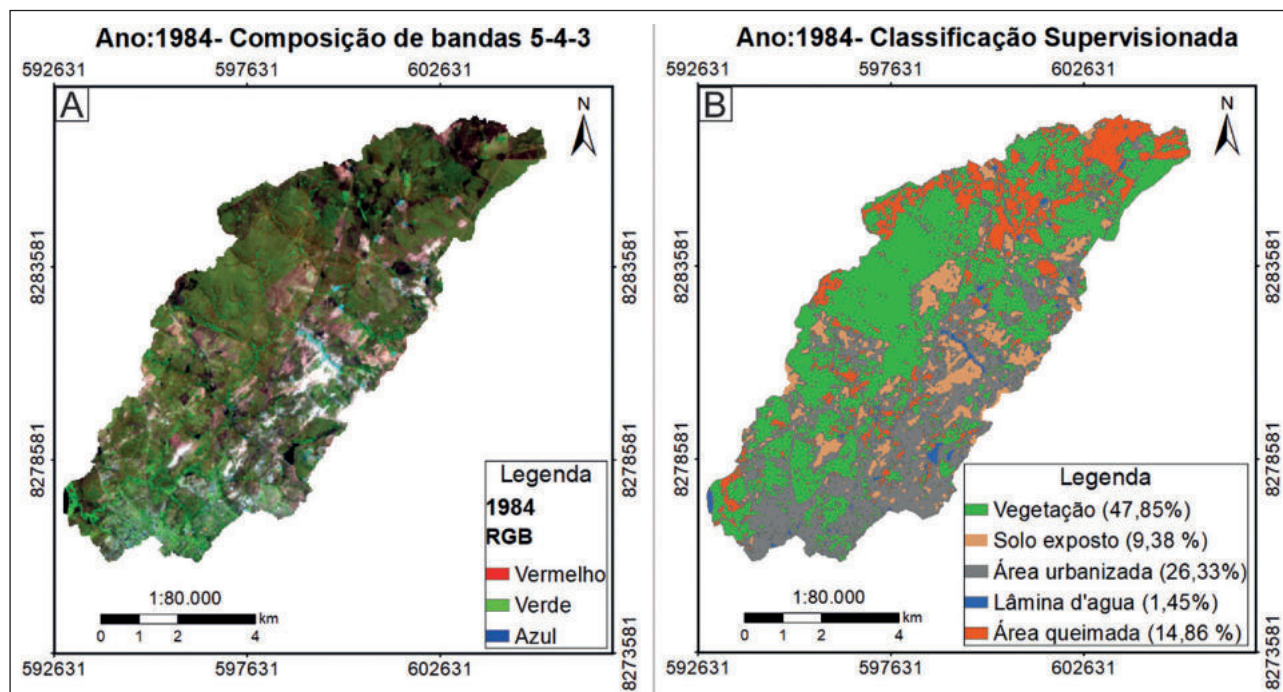 Ano:1984- Composição de bandas 5-4-3
592631 597631 602631
A
N
8283581
8278581
8273581
Legenda
1984
RGB
Vermelho
Verde
Azul
1:80.000
km
0 1 2 4
592631 597631 602631
Ano:1984- Classificação Supervisionada
592631 597631 602631
B
N
8283581
8278581
8273581
Legenda
Vegetação (47,85%)
Solo exposto (9,38 %)
Área urbanizada (26,33%)
Lâmina d'agua (1,45%)
Área queimada (14,86 %)
1:80.000
km
0 1 2 4
592631 597631 602631